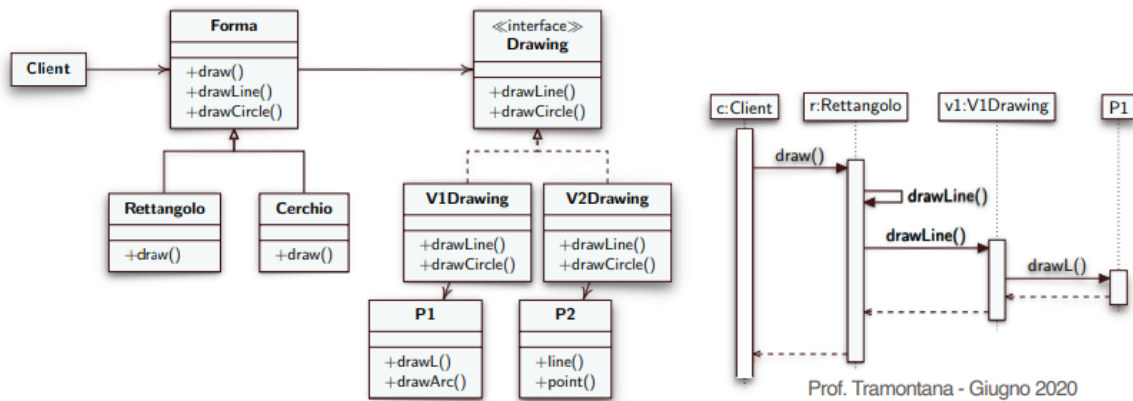 Client
Forma
+draw()
+drawLine()
+drawCircle()
≪interface≫
Drawing
+drawLine()
+drawCircle()
Rettangolo
+draw()
Cerchio
+draw()
V1Drawing
+drawLine()
+drawCircle()
V2Drawing
+drawLine()
+drawCircle()
P1
+drawL()
+drawArc()
P2
+line()
+point()
c:Client
r:Rettangolo
v1:V1Drawing
P1
draw()
drawLine()
drawLine()
drawL()
Prof. Tramontana - Giugno 2020